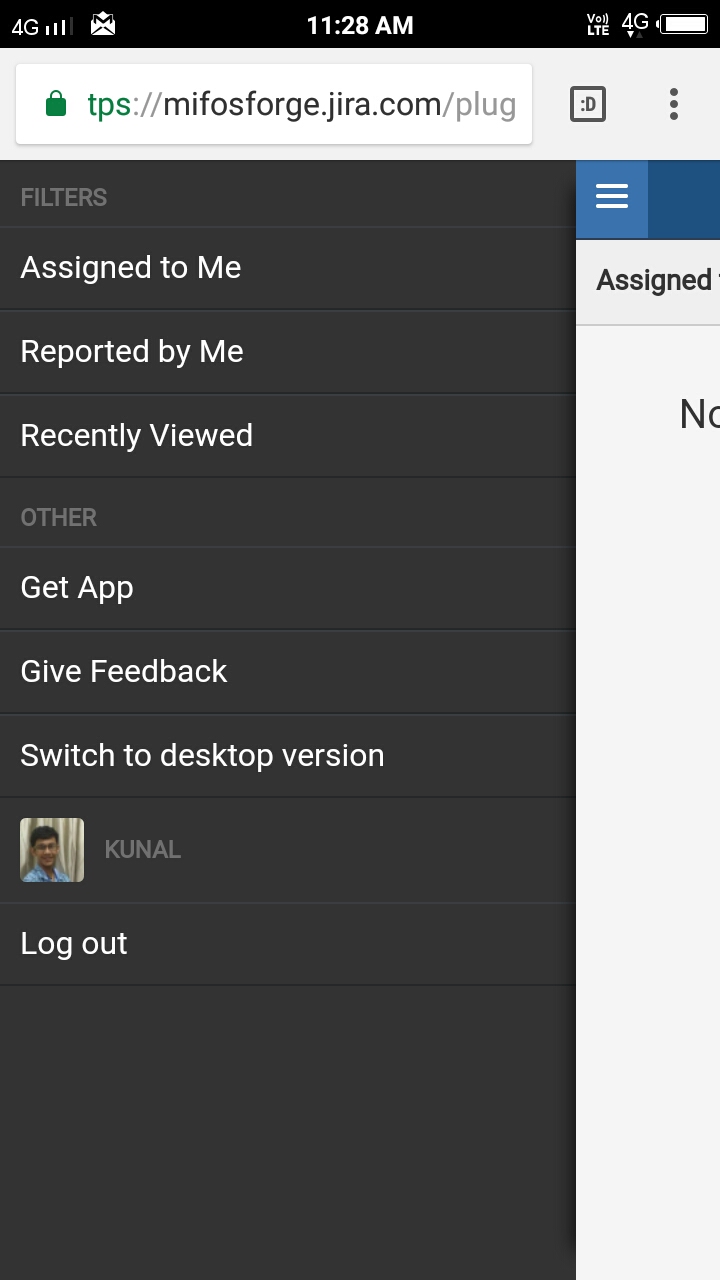 4G 11:28 AM Vo)) LTE 4G
tps://mifosforge.jira.com/plug :D
FILTERS
Assigned to Me
Reported by Me
Recently Viewed
OTHER
Get App
Give Feedback
Switch to desktop version
KUNAL
Log out
Assigned
No